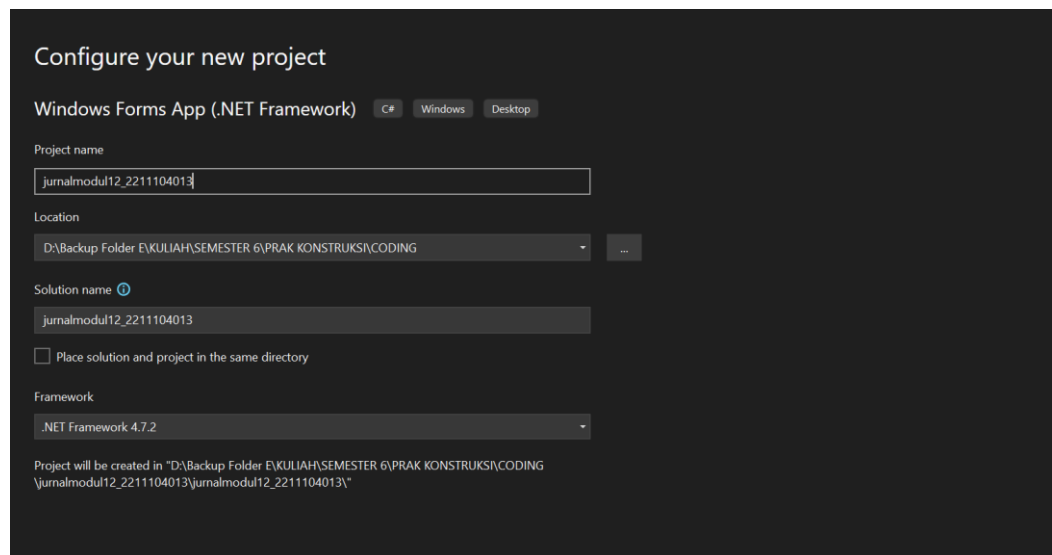 Configure your new project
Windows Forms App (.NET Framework) C# Windows Desktop
Project name
jurnalmodul12_2211104013
Location
D:\Backup Folder E\KULIAH\SEMESTER 6\PRAK KONSTRUKSI\CODING
...
Solution name
jurnalmodul12_2211104013
Place solution and project in the same directory
Framework
.NET Framework 4.7.2
Project will be created in "D:\Backup Folder E\KULIAH\SEMESTER 6\PRAK KONSTRUKSI\CODING
\jurnalmodul12_2211104013\jurnalmodul12_2211104013\"